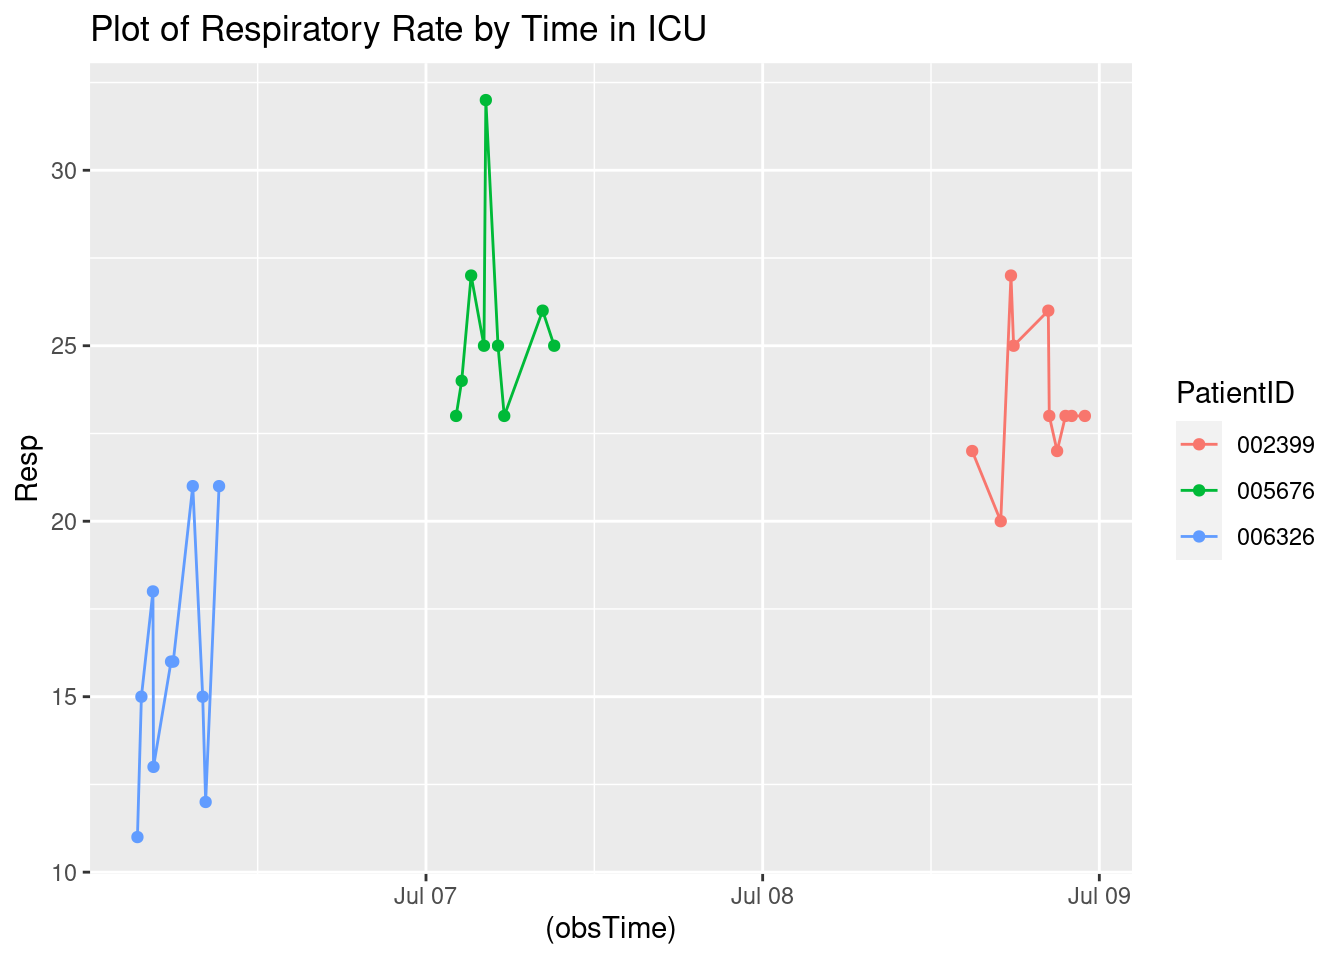 Plot of Respiratory Rate by Time in ICU
Resp
30
25
20
15
10
Jul 07
Jul 08
Jul 09
(obsTime)
PatientID
002399
005676
006326